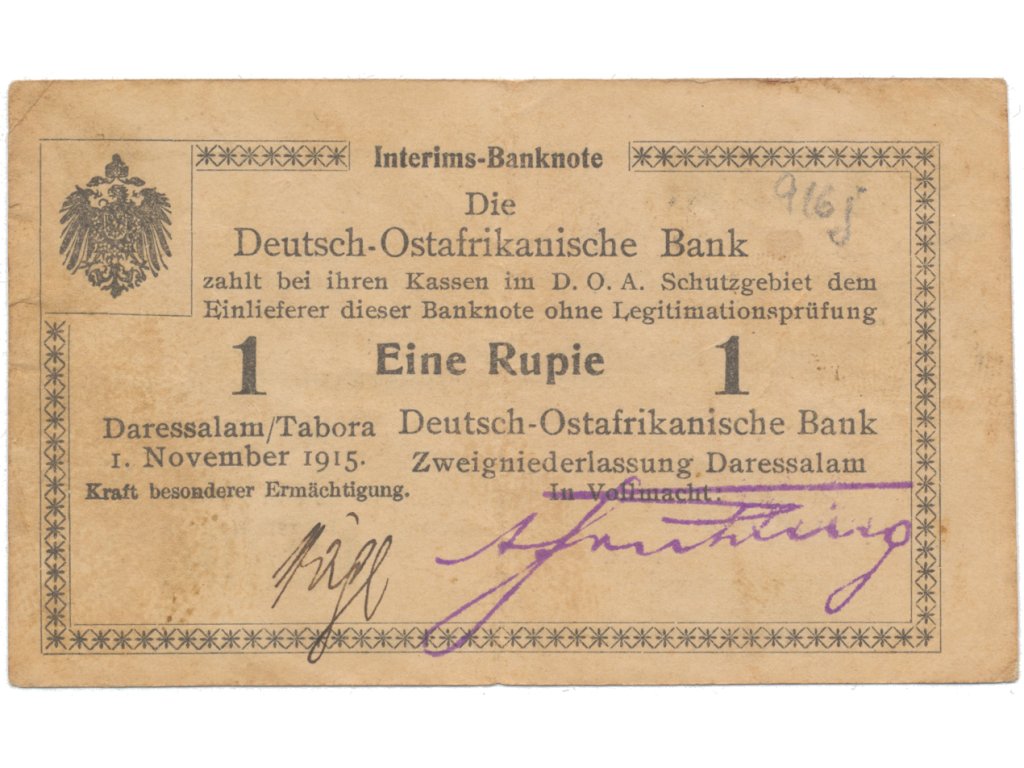 Interims-Banknote
916j
Die
Deutsch-Ostafrikanische Bank
zahlt bei ihren Kassen im D. O. A. Schutzgebiet dem
Einlieferer dieser Banknote ohne Legitimationsprüfung
1 Eine Rupie 1
Daressalam/Tabora
1. November 1915.
Kraft besonderer Ermächtigung.
Deutsch-Ostafrikanische Bank
Zweigniederlassung Daressalam
In Vollmacht: